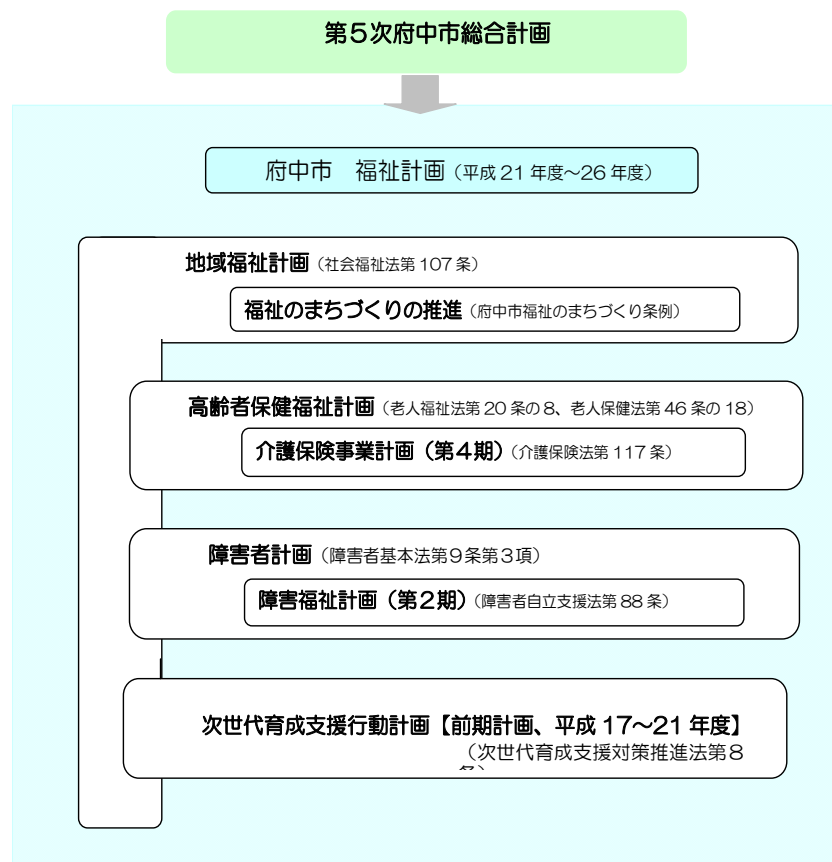 第５次府中市総合計画
府中市　福祉計画（平成 21 年度～26 年度）
地域福祉計画（社会福祉法第 107 条）
福祉のまちづくりの推進（府中市福祉のまちづくり条例）
高齢者保健福祉計画（老人福祉法第 20 条の 8、老人保健法第 46 条の 18）
介護保険事業計画（第４期）（介護保険法第 117 条）
障害者計画（障害者基本法第９条第３項）
障害福祉計画（第２期）（障害者自立支援法第 88 条）
次世代育成支援行動計画【前期計画、平成 17～21 年度】
（次世代育成支援対策推進法第８